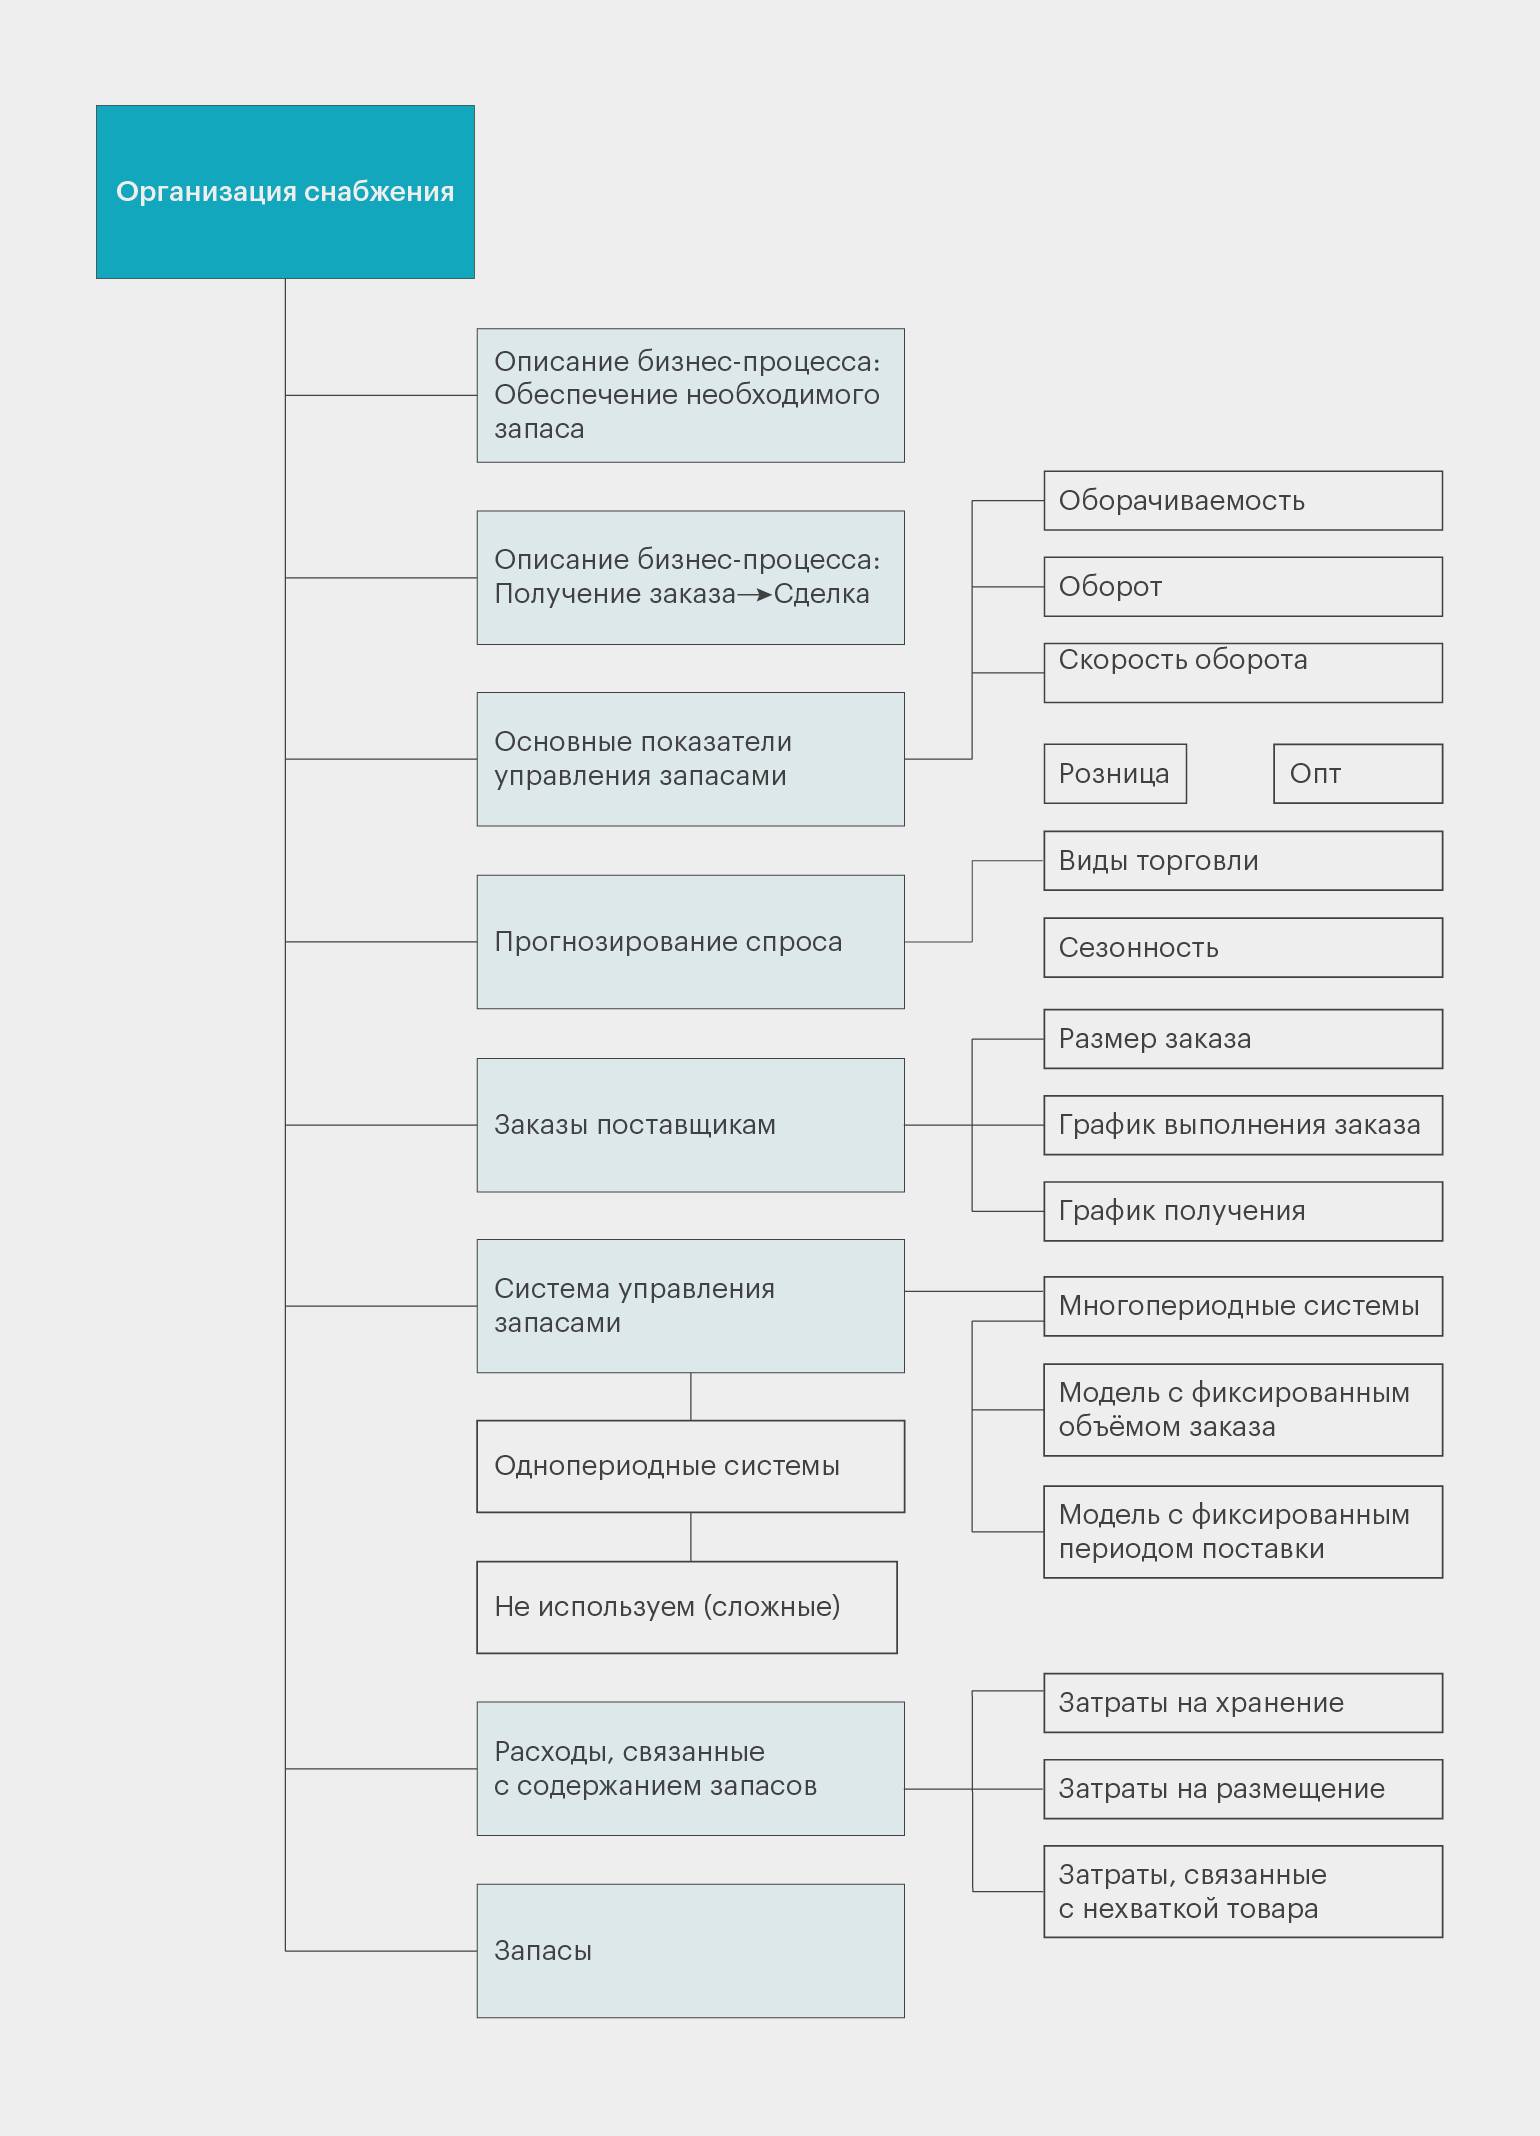 Организация снабжения
Описание бизнес-процесса:
Обеспечение необходимого
запаса
Описание бизнес-процесса:
Получение заказа→Сделка
Основные показатели
управления запасами
Оборачиваемость
Оборот
Скорость оборота
Розница
Опт
Прогнозирование спроса
Виды торговли
Сезонность
Заказы поставщикам
Размер заказа
График выполнения заказа
График получения
Система управления
запасами
Многопериодные системы
Модель с фиксированным
объёмом заказа
Модель с фиксированным
периодом поставки
Однопериодные системы
Не используем (сложные)
Расходы, связанные
с содержанием запасов
Затраты на хранение
Затраты на размещение
Затраты, связанные
с нехваткой товара
Запасы